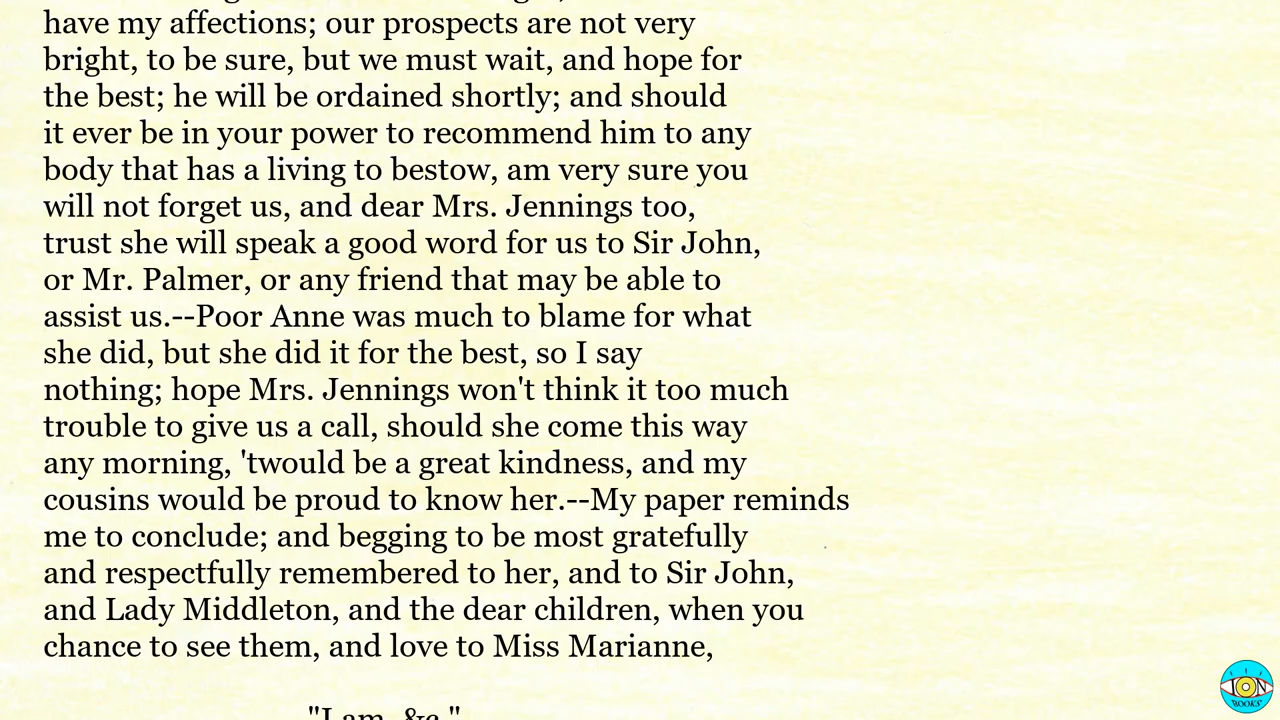 have my affections; our prospects are not very
bright, to be sure, but we must wait, and hope for
the best; he will be ordained shortly; and should
it ever be in your power to recommend him to any
body that has a living to bestow, am very sure you
will not forget us, and dear Mrs. Jennings too,
trust she will speak a good word for us to Sir John,
or Mr. Palmer, or any friend that may be able to
assist us.--Poor Anne was much to blame for what
she did, but she did it for the best, so I say
nothing; hope Mrs. Jennings won't think it too much
trouble to give us a call, should she come this way
any morning, 'twould be a great kindness, and my
cousins would be proud to know her.--My paper reminds
me to conclude; and begging to be most gratefully
and respectfully remembered to her, and to Sir John,
and Lady Middleton, and the dear children, when you
chance to see them, and love to Miss Marianne,
"I am, &c."
ION
BOOKS